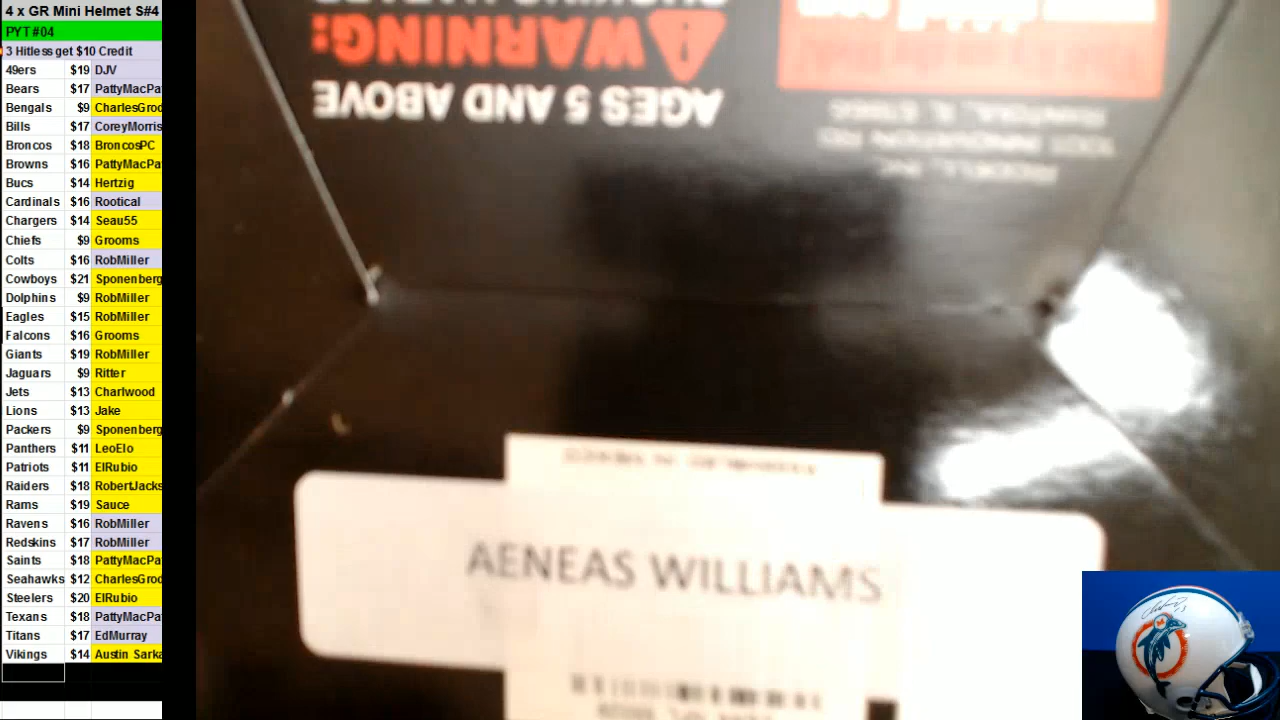 4 x GR Mini Helmet S#4
PYT #04
3 Hitless get $10 Credit
49ers $19 DJV
Bears $17 PattyMacPa
Bengals $9 CharlesGrod
Bills $17 CoreyMorris
Broncos $18 BroncosPC
Browns $16 PattyMacPa
Bucs $14 Hertzig
Cardinals $16 Rootical
Chargers $14 Seau55
Chiefs $9 Grooms
Colts $16 RobMiller
Cowboys $21 Sponenberg
Dolphins $9 RobMiller
Eagles $15 RobMiller
Falcons $16 Grooms
Giants $19 RobMiller
Jaguars $9 Ritter
Jets $13 Charlwood
Lions $13 Jake
Packers $9 Sponenberg
Panthers $11 LeoElo
Patriots $11 ElRubio
Raiders $18 RobertJacks
Rams $19 Sauce
Ravens $16 RobMiller
Redskins $17 RobMiller
Saints $18 PattyMacPa
Seahawks $12 CharlesGrod
Steelers $20 ElRubio
Texans $18 PattyMacPa
Titans $17 EdMurray
Vikings $14 Austin Sarka
WARNING:
AGES 5 AND ABOVE
RIDDELL, INC
AENEAS WILLIAMS